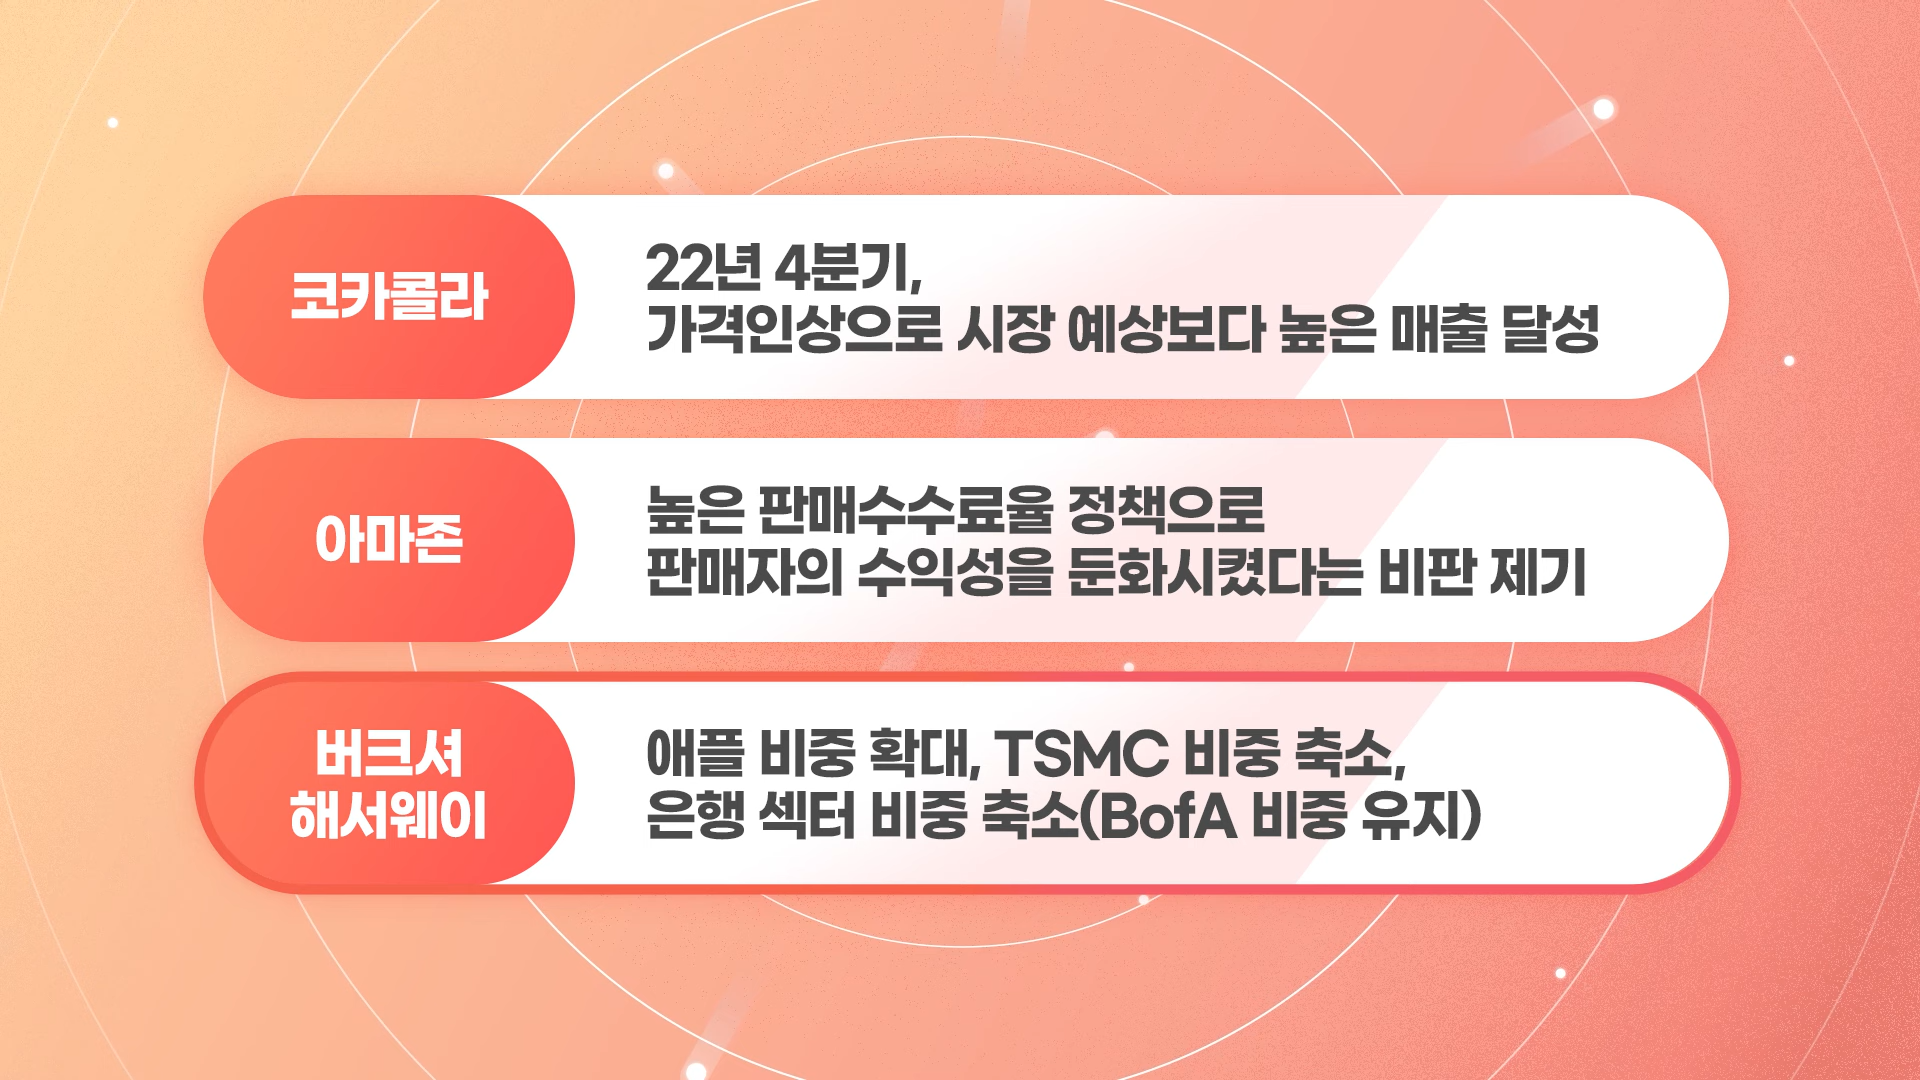 코카콜라
22년 4분기,
가격인상으로 시장 예상보다 높은 매출 달성
아마존
높은 판매수수료율 정책으로
판매자의 수익성을 둔화시켰다는 비판 제기
버크셔
해서웨이
애플 비중 확대, TSMC 비중 축소,
은행 섹터 비중 축소(BofA 비중 유지)